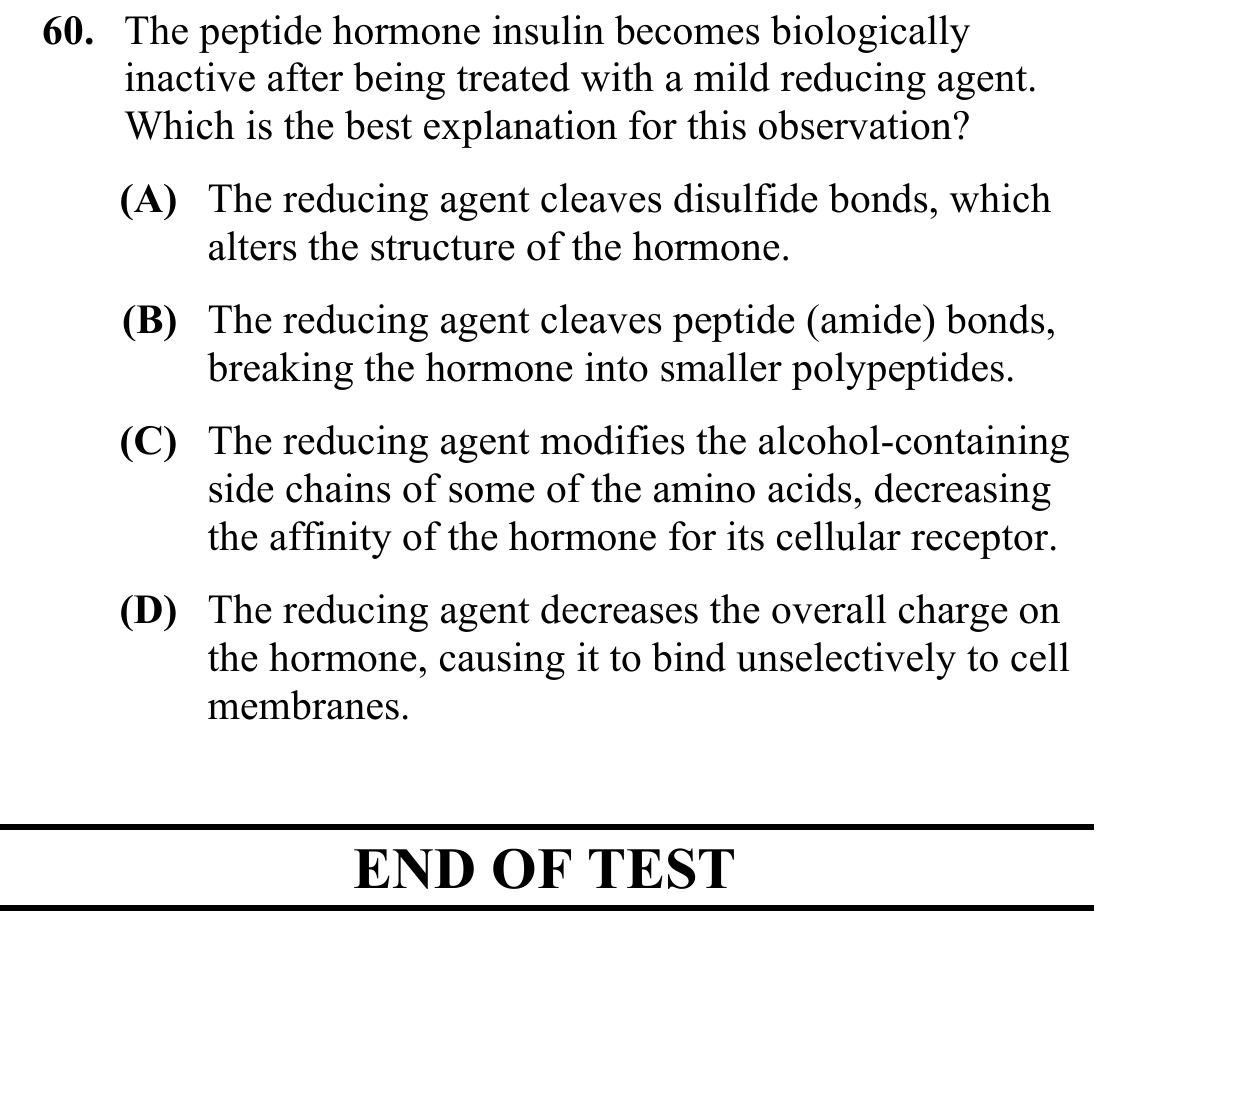 60. The peptide hormone insulin becomes biologically
inactive after being treated with a mild reducing agent.
Which is the best explanation for this observation?
(A) The reducing agent cleaves disulfide bonds, which
alters the structure of the hormone.
(B) The reducing agent cleaves peptide (amide) bonds,
breaking the hormone into smaller polypeptides.
(C) The reducing agent modifies the alcohol-containing
side chains of some of the amino acids, decreasing
the affinity of the hormone for its cellular receptor.
(D) The reducing agent decreases the overall charge on
the hormone, causing it to bind unselectively to cell
membranes.
END OF TEST